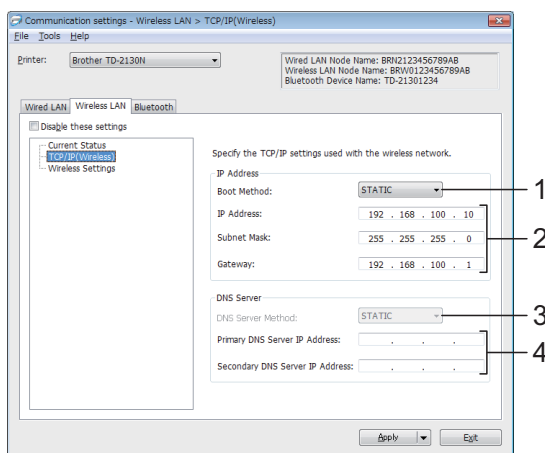 Communication settings - Wireless LAN > TCP/IP(Wireless)
File Tools Help
Printer: Brother TD-2130N
Wired LAN Node Name: BRN2123456789AB
Wireless LAN Node Name: BRW0123456789AB
Bluetooth Device Name: TD-21301234
Wired LAN Wireless LAN Bluetooth
Disable these settings
Current Status
TCP/IP(Wireless)
Wireless Settings
Specify the TCP/IP settings used with the wireless network.
IP Address
Boot Method: STATIC 1
IP Address: 192 . 168 . 100 . 10
Subnet Mask: 255 . 255 . 255 . 0 2
Gateway: 192 . 168 . 100 . 1
DNS Server
DNS Server Method: STATIC 3
Primary DNS Server IP Address: . . .
4
Secondary DNS Server IP Address: . . .
Apply Exit